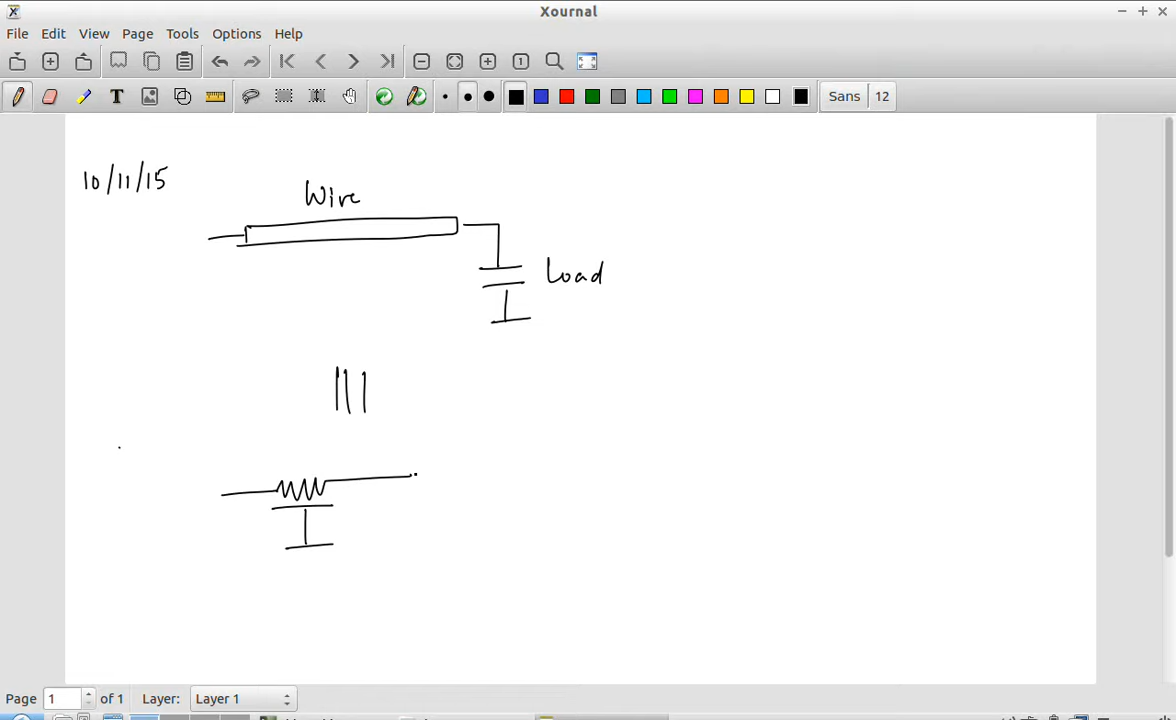 Xournal
File Edit View Page Tools Options Help
Sans 12
10/11/15
Wire
Load
Page 1 of 1 Layer: Layer 1